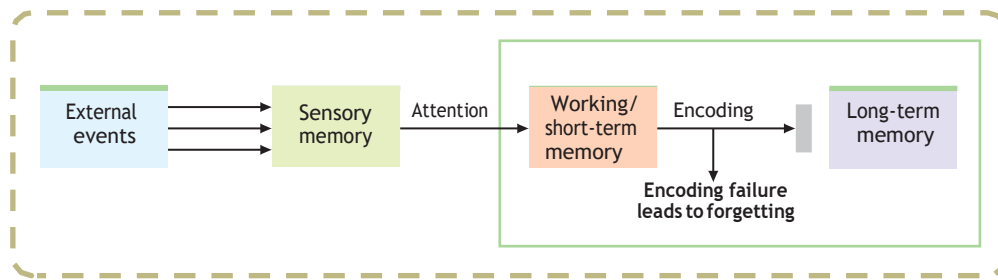 External
events
Sensory
memory
Attention
Working/
short-term
memory
Encoding
Encoding failure
leads to forgetting
Long-term
memory